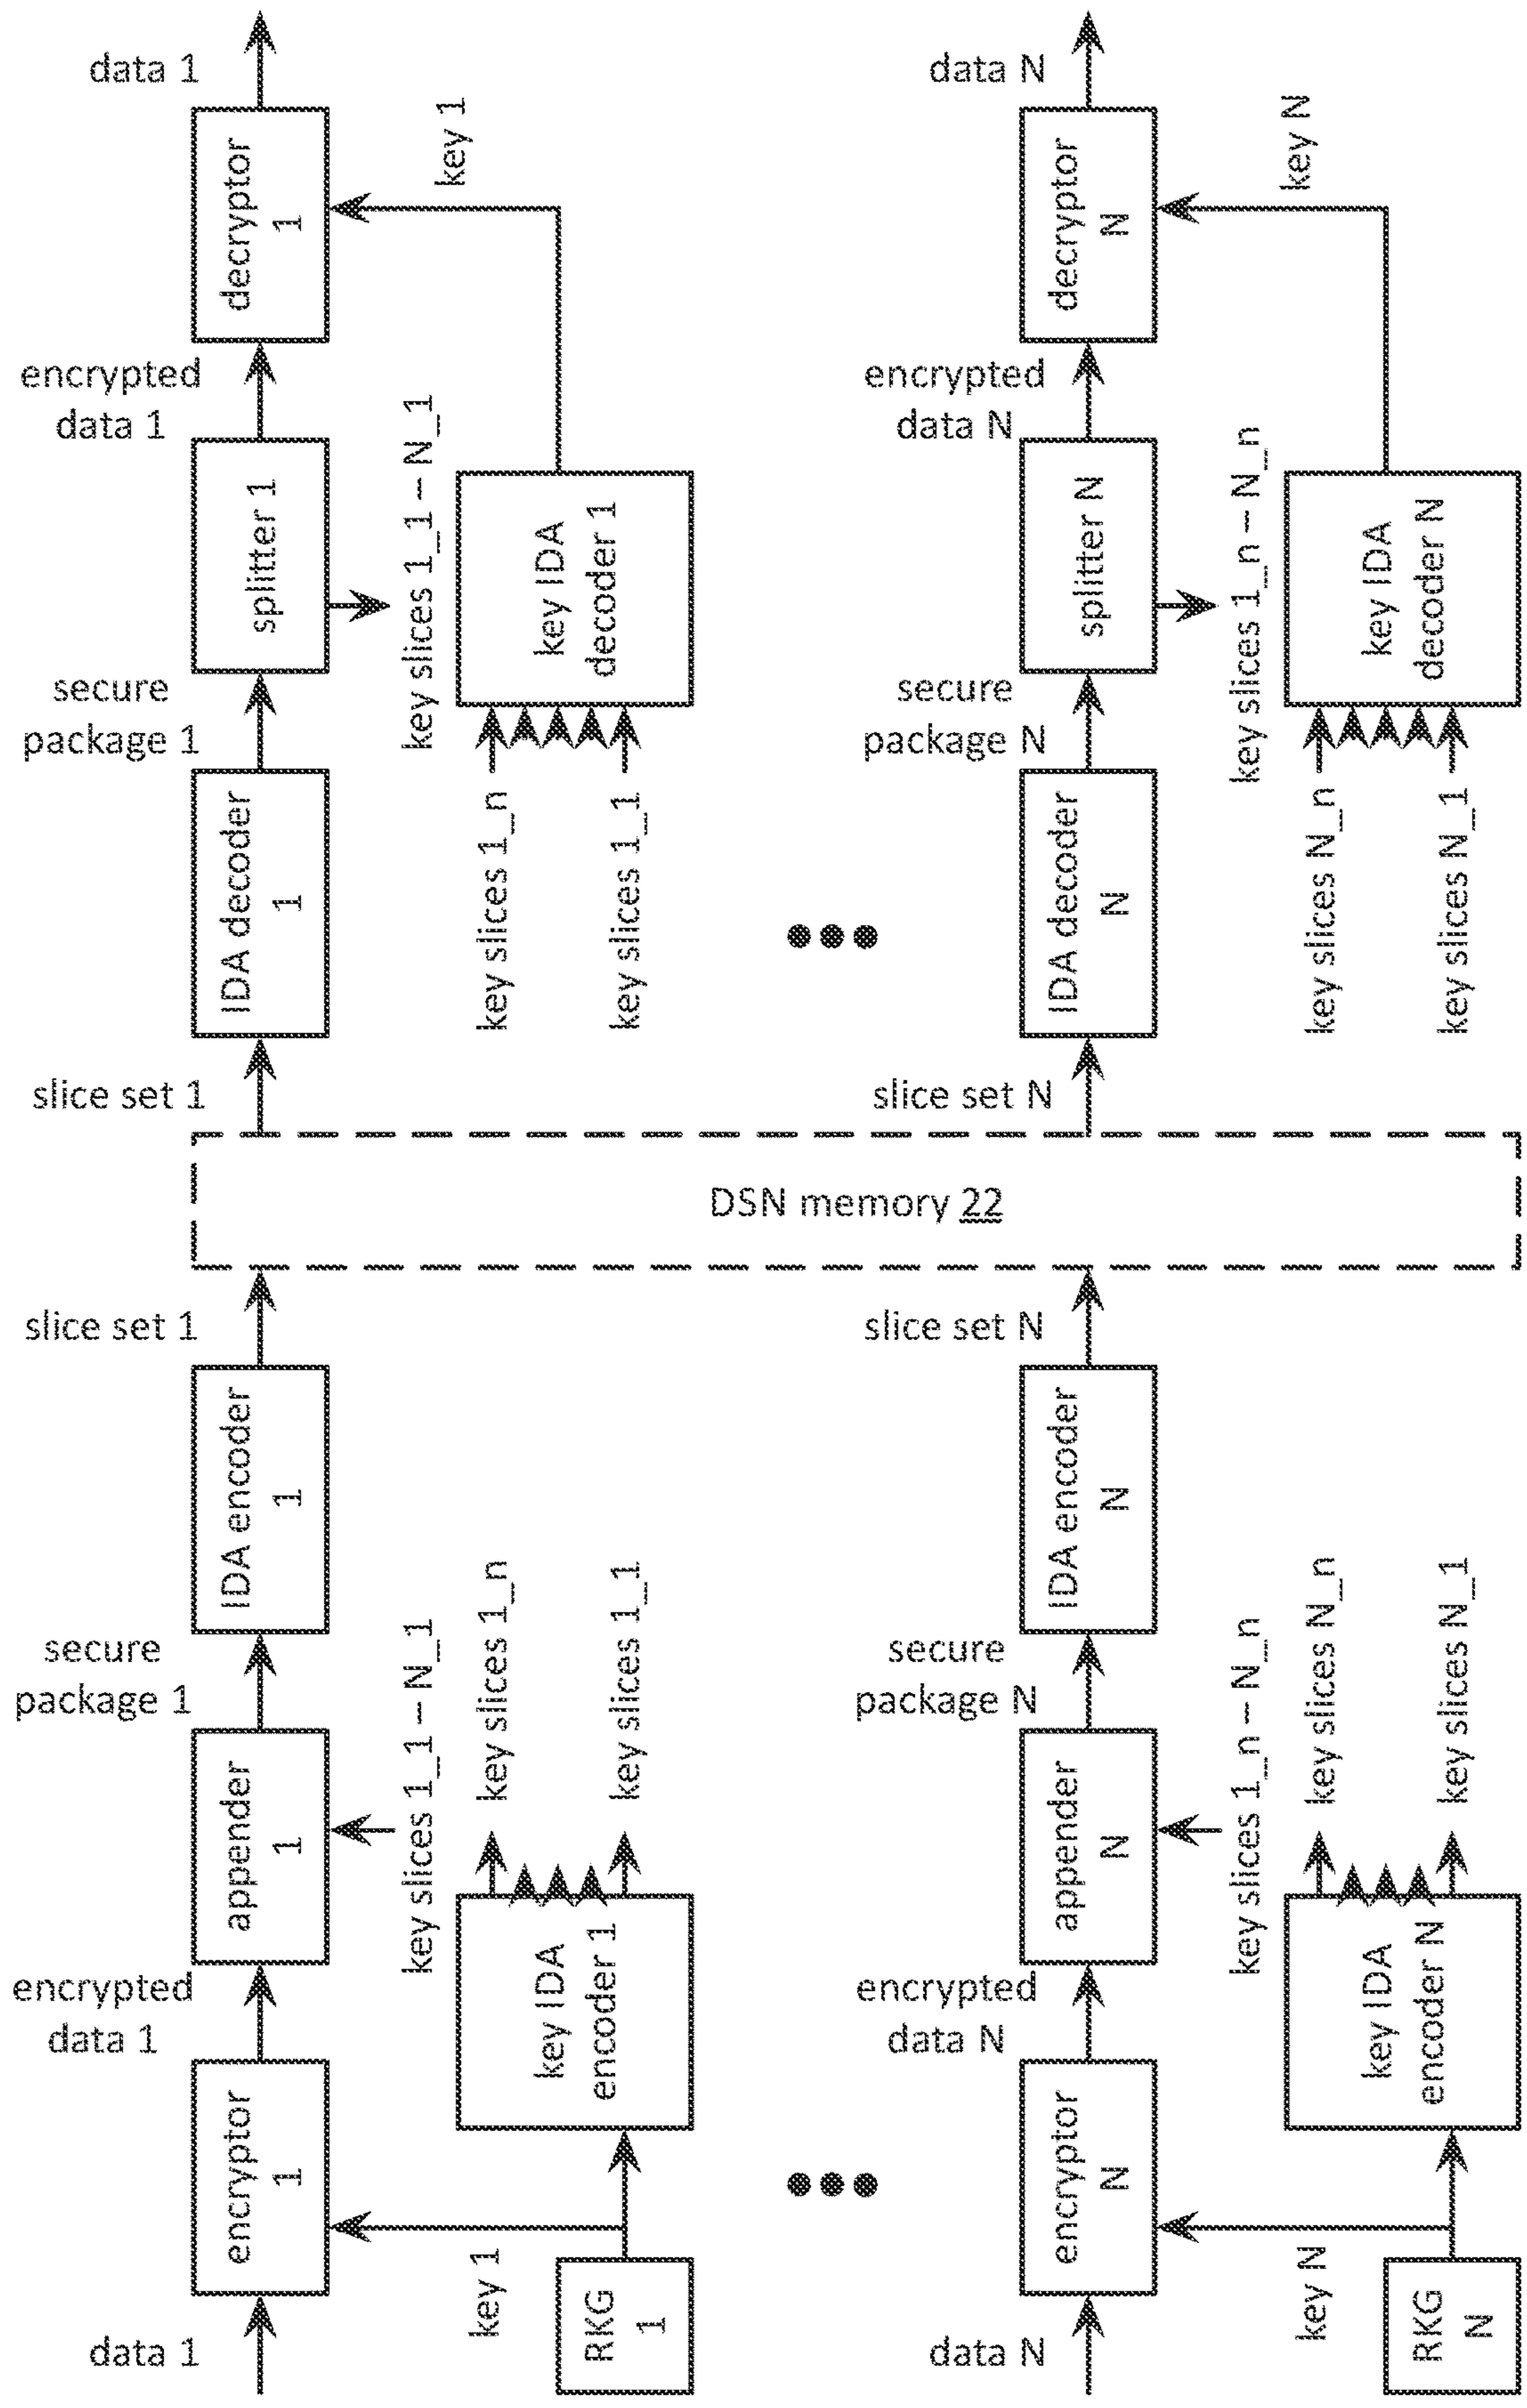 data 1
data N
decryptor
1
key 1
decryptor
N
key N
encrypted
data 1
encrypted
data N
splitter 1
key slices 1_1 – N_1
key IDA
decoder 1
splitter N
key slices 1_n – N_n
key IDA
decoder N
secure
package 1
secure
package N
IDA decoder
1
key slices 1_n
key slices 1_1
IDA decoder
N
key slices N_n
key slices N_1
slice set 1
slice set N
DSN memory 22
slice set 1
slice set N
IDA encoder
1
IDA encoder
N
key slices 1_n
key slices 1_1
key slices N_n
key slices N_1
secure
package 1
secure
package N
appender
1
key slices 1_1 – N_1
appender
N
key slices 1_n – N_n
encrypted
data 1
key IDA
encoder 1
encrypted
data N
key IDA
encoder N
encryptor
1
encryptor
N
key 1
key N
data 1
RKG
1
data N
RKG
N